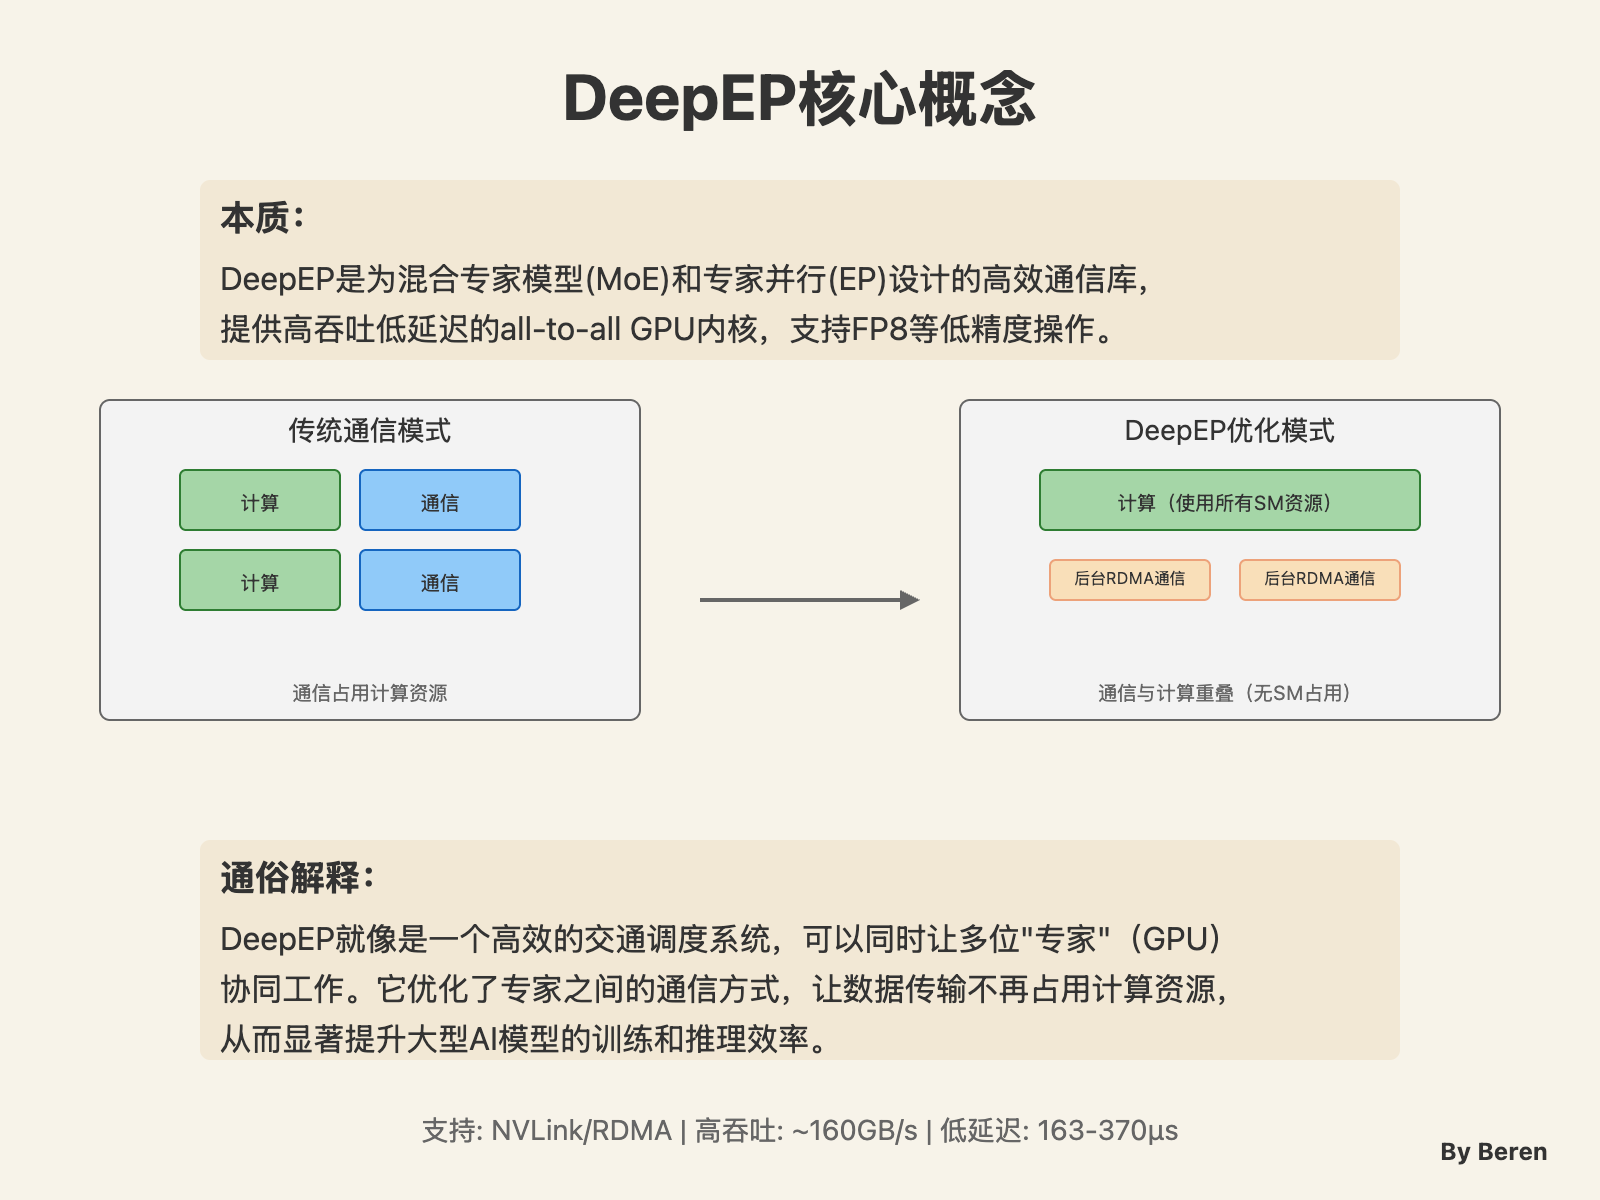 DeepEP核心概念
本质：
DeepEP是为混合专家模型(MoE)和专家并行(EP)设计的高效通信库，
提供高吞吐低延迟的all-to-all GPU内核，支持FP8等低精度操作。
传统通信模式
计算
通信
计算
通信
通信占用计算资源
DeepEP优化模式
计算（使用所有SM资源）
后台RDMA通信
后台RDMA通信
通信与计算重叠（无SM占用）
通俗解释：
DeepEP就像是一个高效的交通调度系统，可以同时让多位"专家"（GPU）
协同工作。它优化了专家之间的通信方式，让数据传输不再占用计算资源，
从而显著提升大型AI模型的训练和推理效率。
支持: NVLink/RDMA | 高吞吐: ~160GB/s | 低延迟: 163-370μs
By Beren